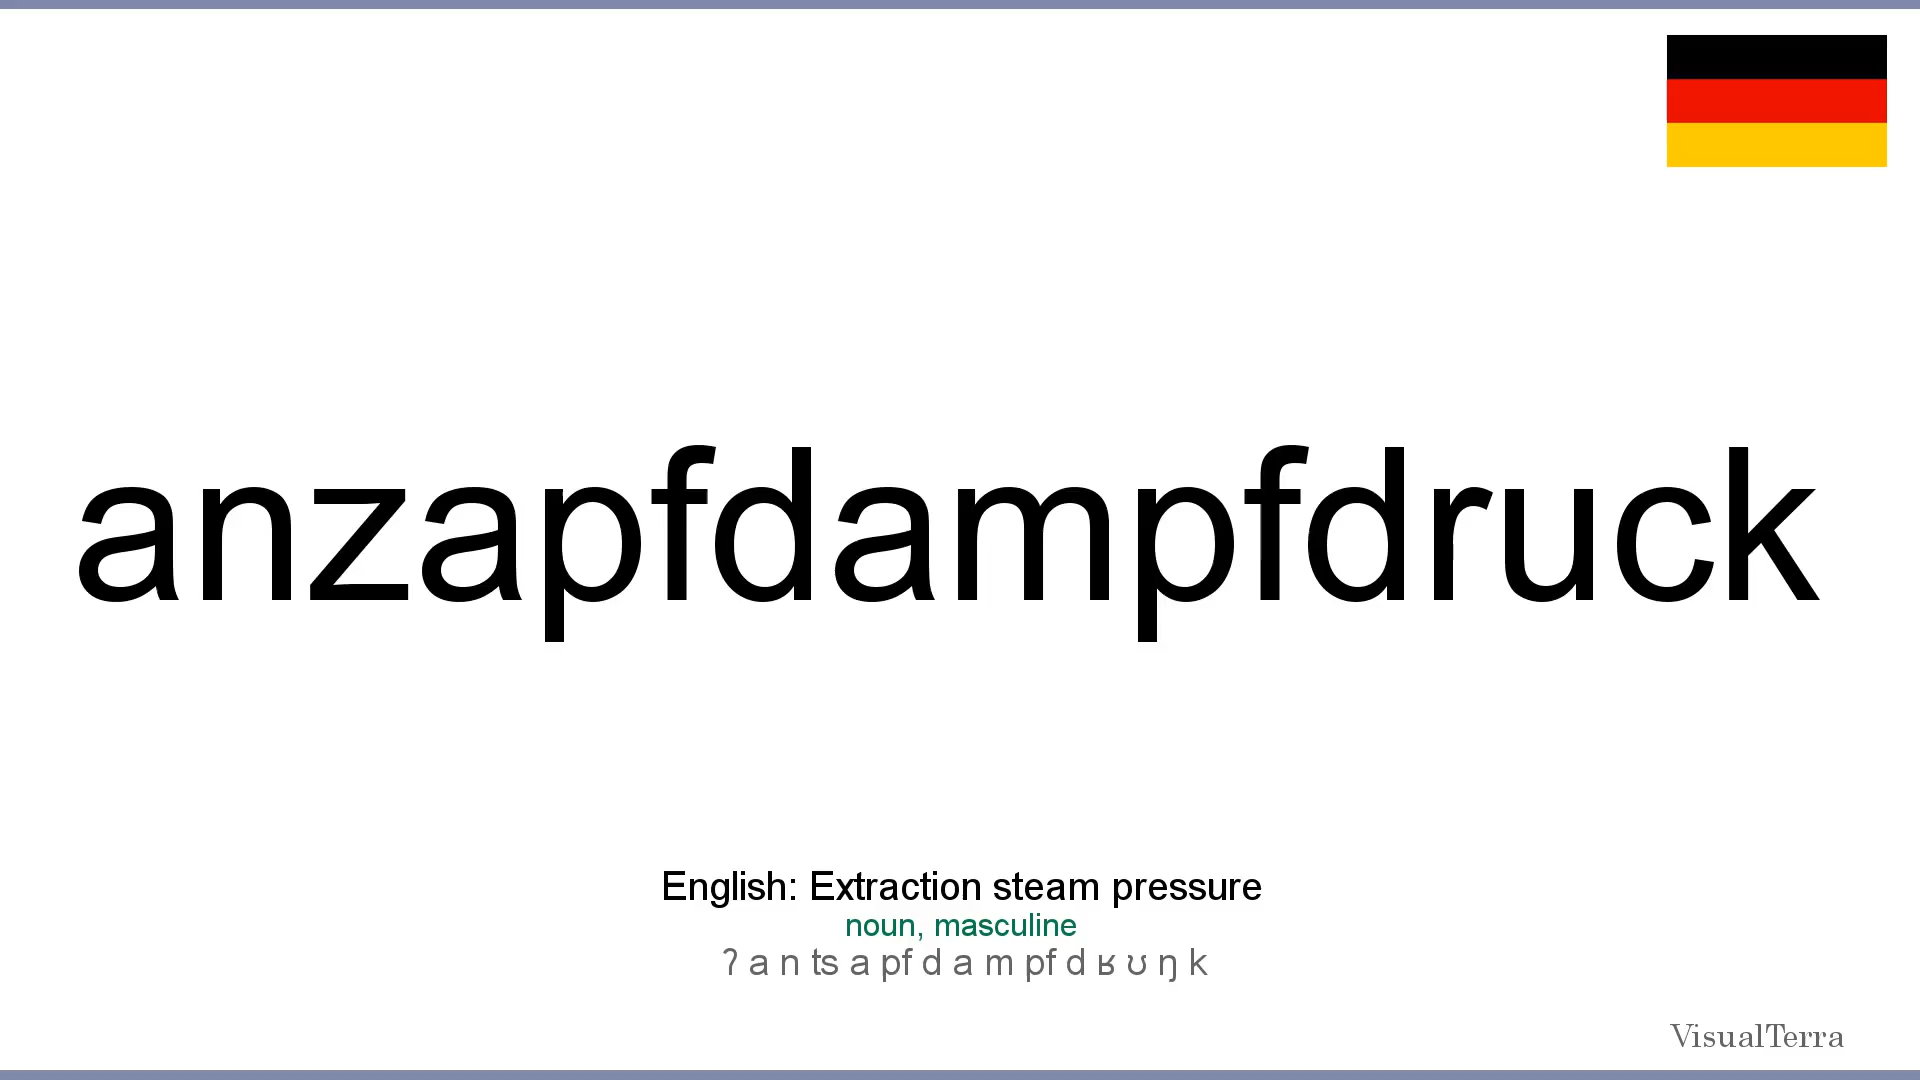 anzapfdampfdruck
English: Extraction steam pressure
noun, masculine
ʔ a n ts a pf d a m pf d ʁ ʊ ŋ k
VisualTerra